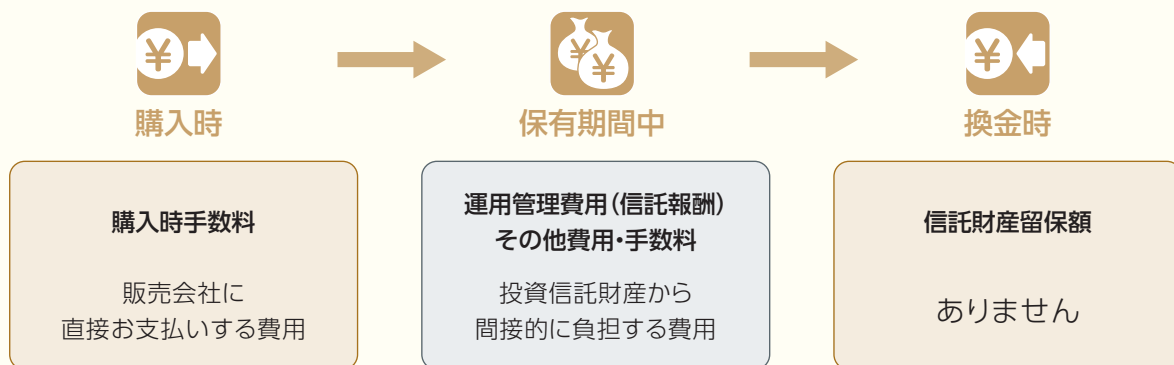 ¥
¥
¥
¥
購入時
保有期間中
換金時
購入時手数料
販売会社に
直接お支払いする費用
運用管理費用(信託報酬)
その他費用・手数料
投資信託財産から
間接的に負担する費用
信託財産留保額
ありません